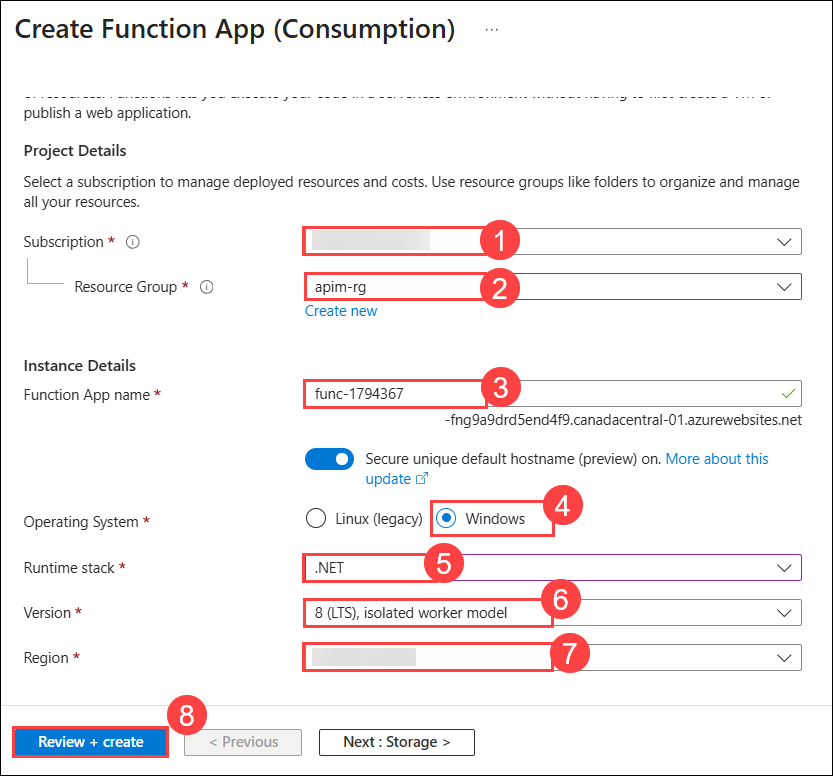 Create Function App (Consumption) ...
publish a web application.
Project Details
Select a subscription to manage deployed resources and costs. Use resource groups like folders to organize and manage
all your resources.
Subscription * 1
Resource Group * apim-rg 2
Create new
Instance Details
Function App name * func-1794367 3
-fng9a9drd5end4f9.canadacentral-01.azurewebsites.net
Secure unique default hostname (preview) on. More about this
update
Operating System * Linux (legacy) Windows 4
Runtime stack * .NET 5
Version * 8 (LTS), isolated worker model 6
Region * 7
8
Review + create < Previous Next : Storage >